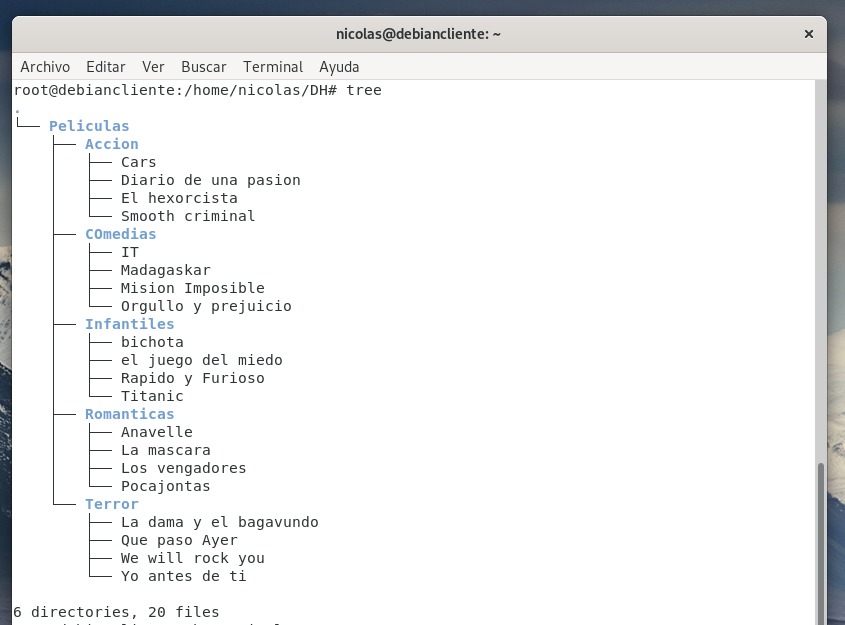 nicolas@debiancliente: ~ ×
Archivo Editar Ver Buscar Terminal Ayuda
root@debiancliente:/home/nicolas/DH# tree
.
└── Peliculas
    ├── Accion
    │   ├── Cars
    │   ├── Diario de una pasion
    │   ├── El hexorcista
    │   └── Smooth criminal
    ├── COmedias
    │   ├── IT
    │   ├── Madagaskar
    │   ├── Mision Imposible
    │   └── Orgullo y prejuicio
    ├── Infantiles
    │   ├── bichota
    │   ├── el juego del miedo
    │   ├── Rapido y Furioso
    │   └── Titanic
    ├── Romanticas
    │   ├── Anavelle
    │   ├── La mascara
    │   ├── Los vengadores
    │   └── Pocajontas
    └── Terror
        ├── La dama y el bagavundo
        ├── Que paso Ayer
        ├── We will rock you
        └── Yo antes de ti

6 directories, 20 files